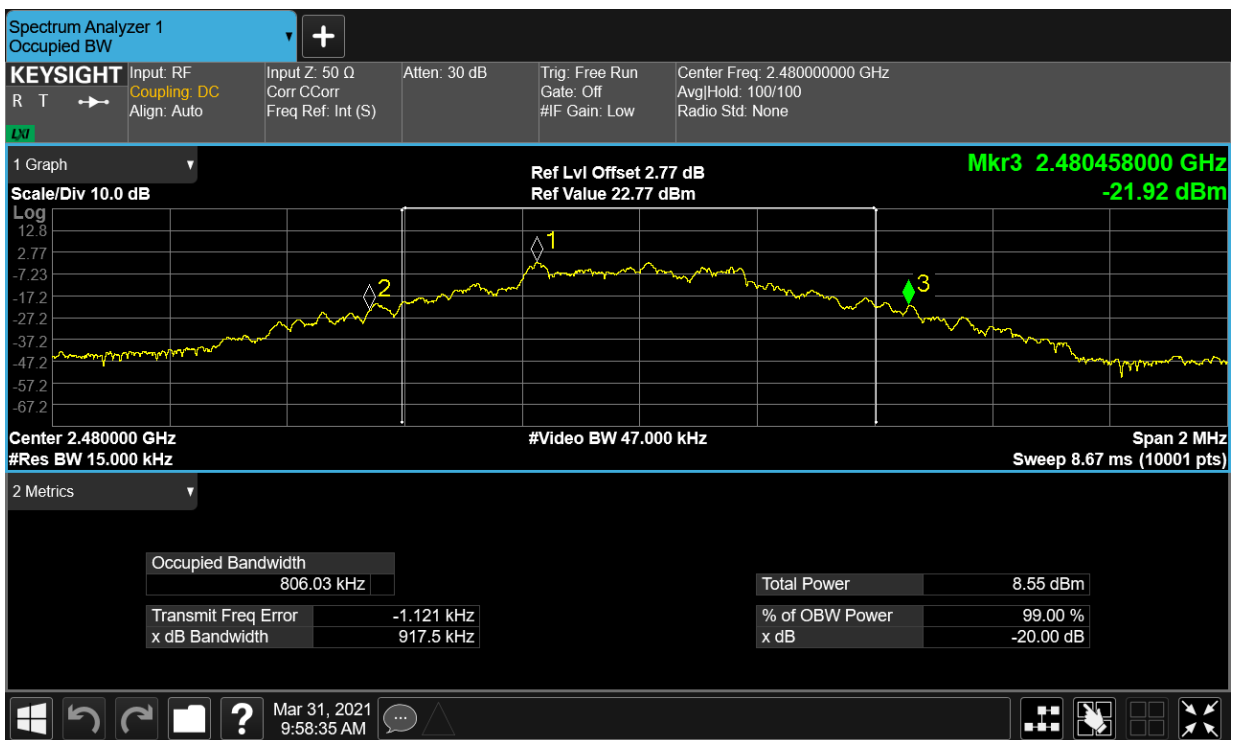 Spectrum Analyzer 1
Occupied BW
KEYSIGHT
R T
LXI
Input: RF
Coupling: DC
Align: Auto
Input Z: 50 Ω
Corr CCorr
Freq Ref: Int (S)
Atten: 30 dB
Trig: Free Run
Gate: Off
#IF Gain: Low
Center Freq: 2.480000000 GHz
Avg|Hold: 100/100
Radio Std: None
1 Graph
Scale/Div 10.0 dB
Ref Lvl Offset 2.77 dB
Ref Value 22.77 dBm
Mkr3 2.480458000 GHz
-21.92 dBm
Log
12.8
2.77
-7.23
-17.2
-27.2
-37.2
-47.2
-57.2
-67.2
1
2
3
Center 2.480000 GHz
#Video BW 47.000 kHz
Span 2 MHz
#Res BW 15.000 kHz
Sweep 8.67 ms (10001 pts)
2 Metrics
Occupied Bandwidth
806.03 kHz
Total Power 8.55 dBm
Transmit Freq Error -1.121 kHz
% of OBW Power 99.00 %
x dB Bandwidth 917.5 kHz
x dB -20.00 dB
?
Mar 31, 2021
9:58:35 AM